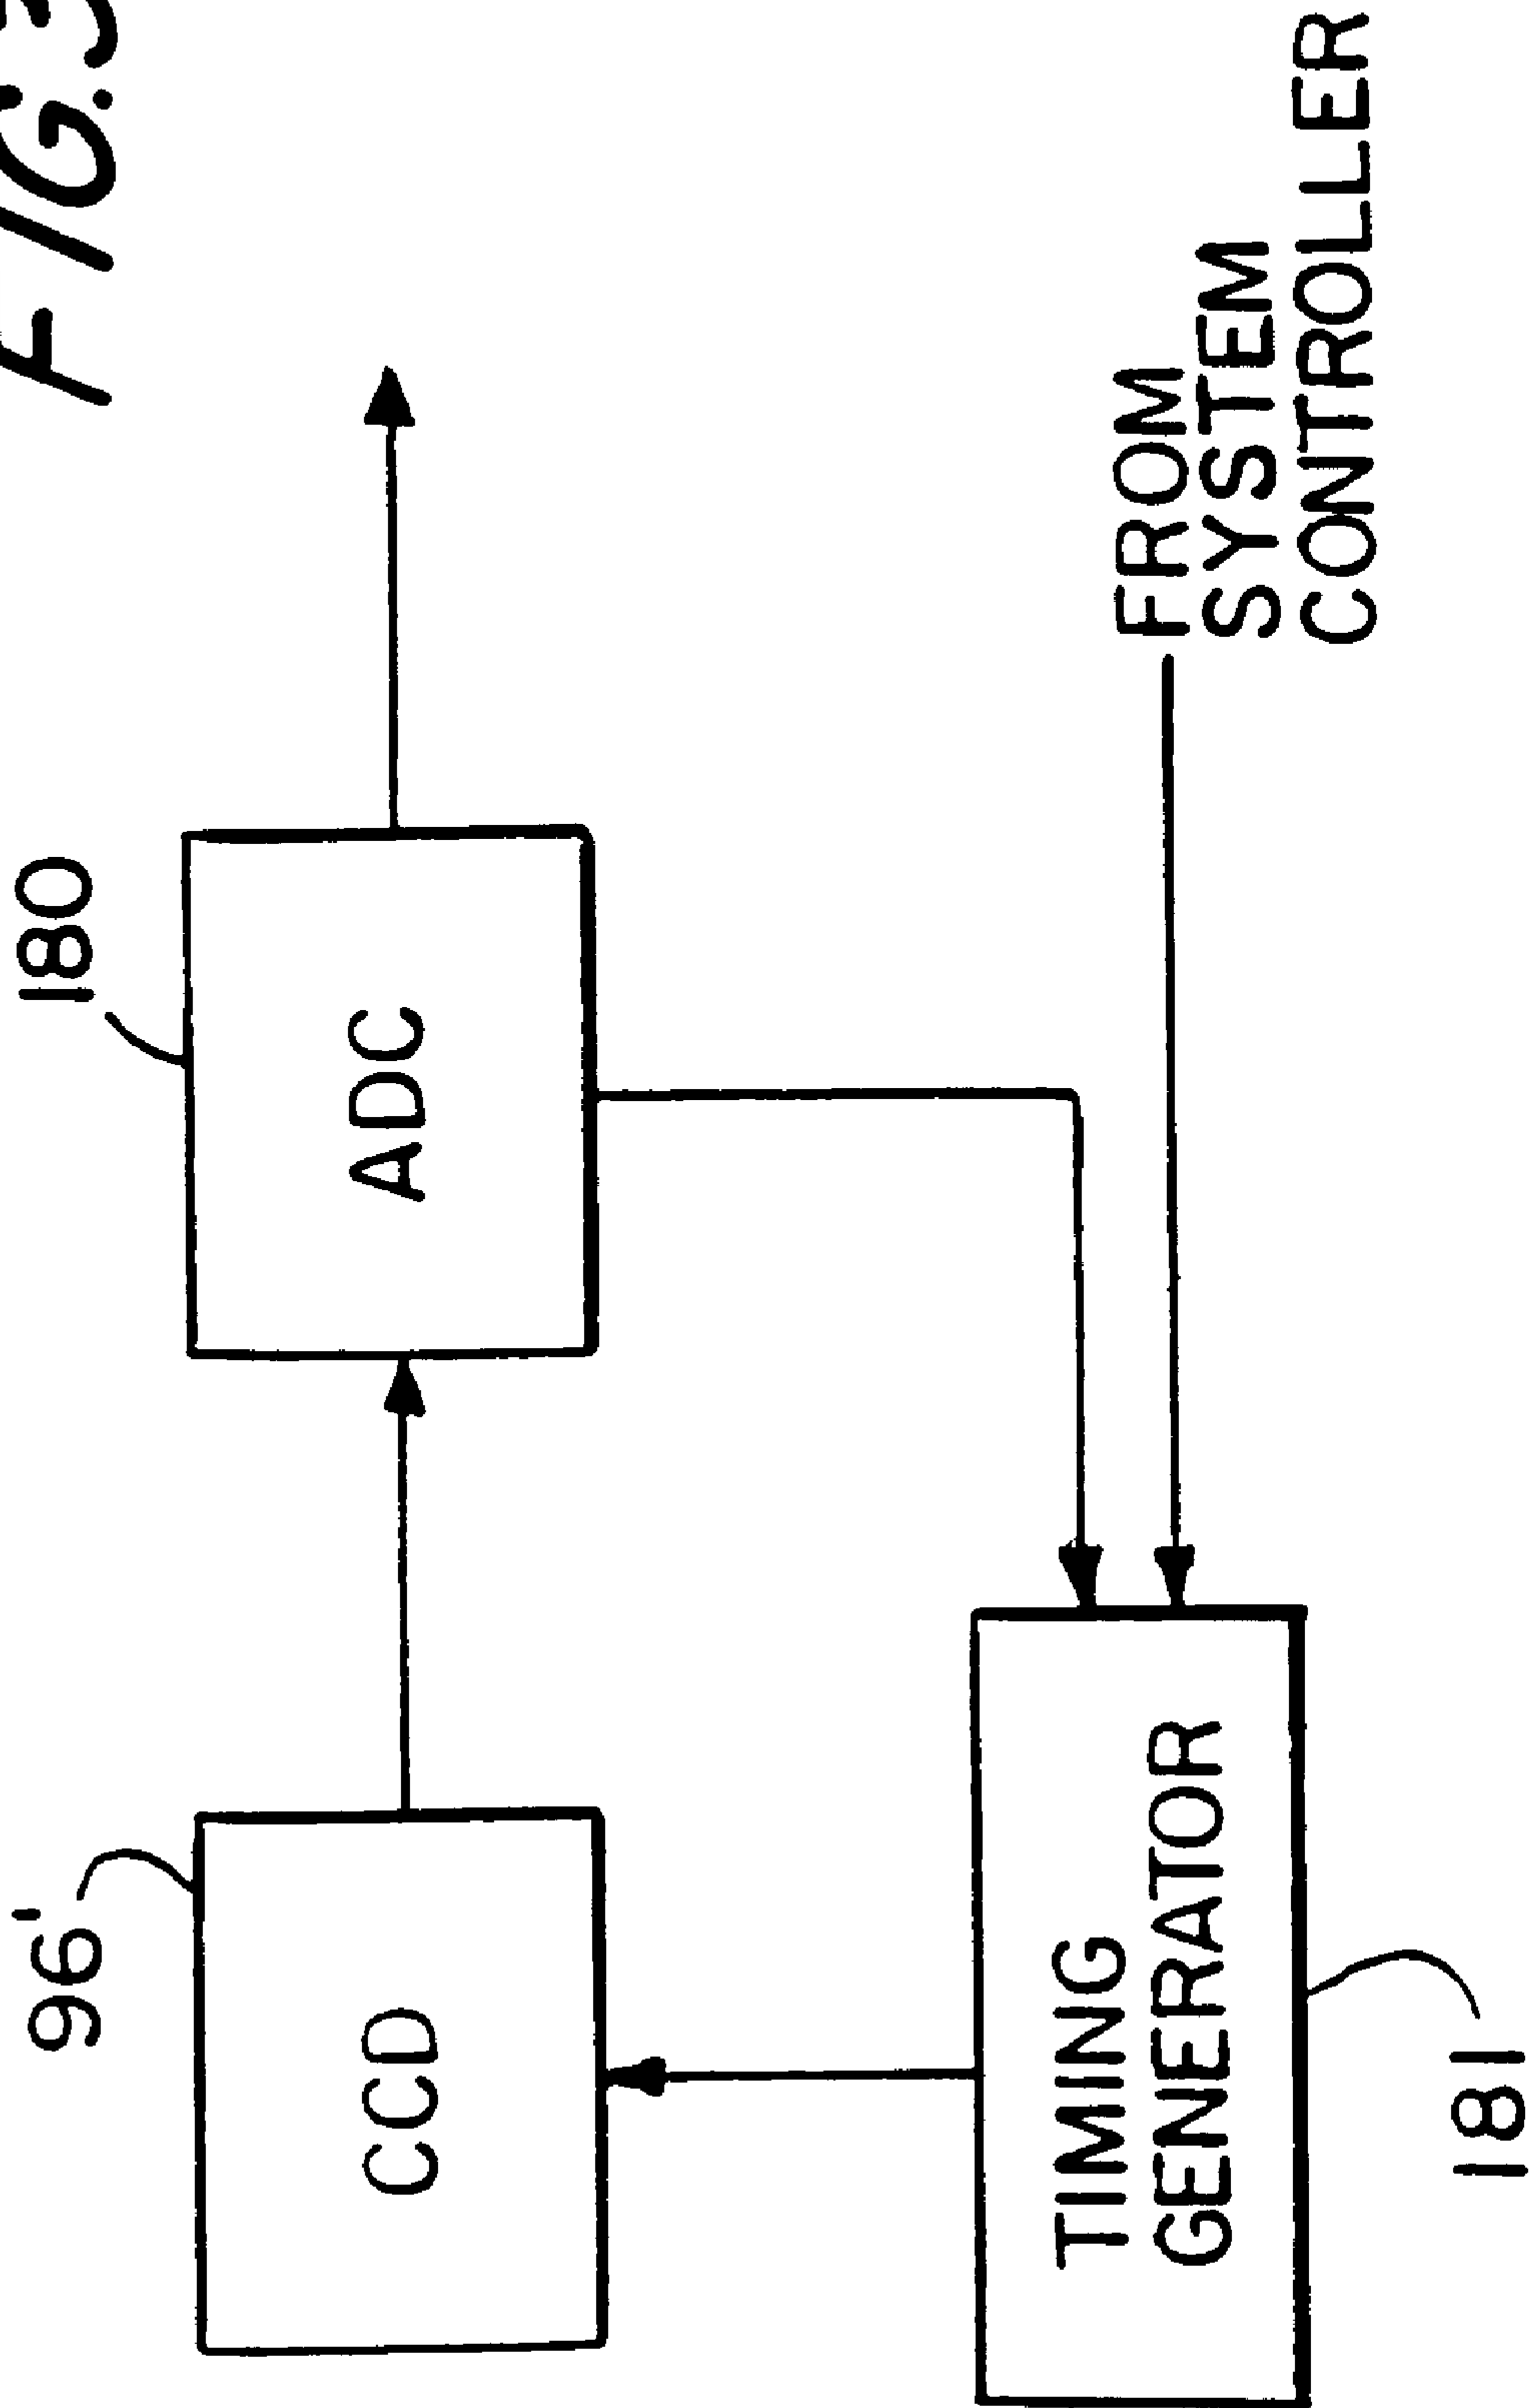 FIG.3
96'
180
CCD
ADC
FROM
SYSTEM
CONTROLLER
TIMING
GENERATOR
181